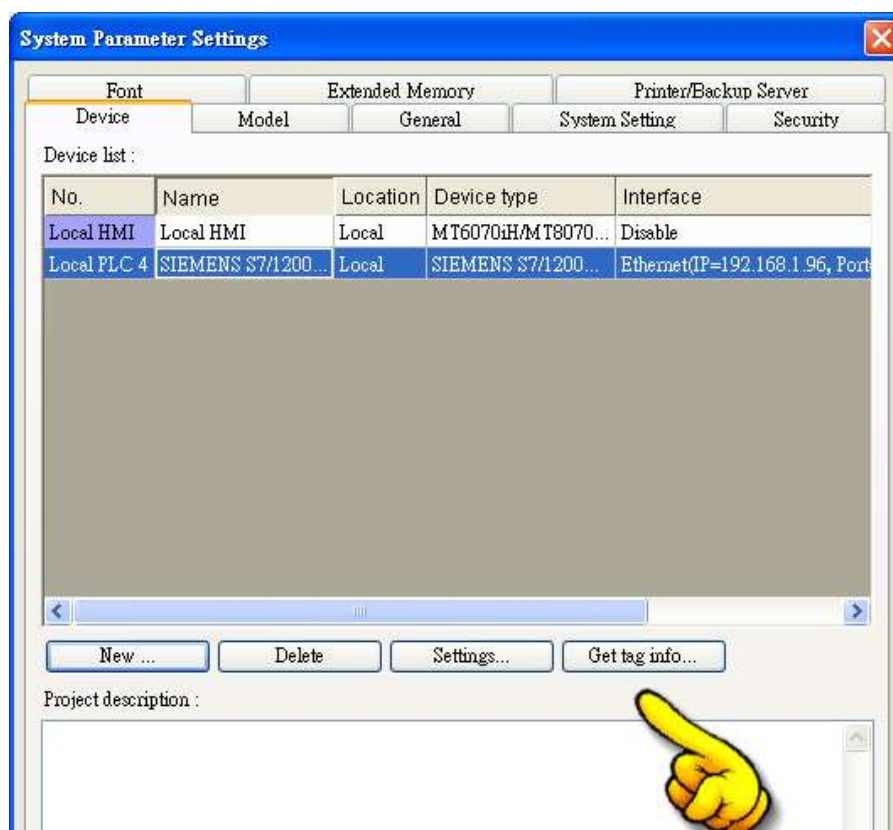 System Parameter Settings
Font Extended Memory Printer/Backup Server
Device Model General System Setting Security
Device list :
No. Name Location Device type Interface
Local HMI Local HMI Local MT6070iH/MT8070... Disable
Local PLC 4 SIEMENS S7/1200... Local SIEMENS S7/1200... Ethernet(IP=192.168.1.96, Port
New ... Delete Settings... Get tag info...
Project description :